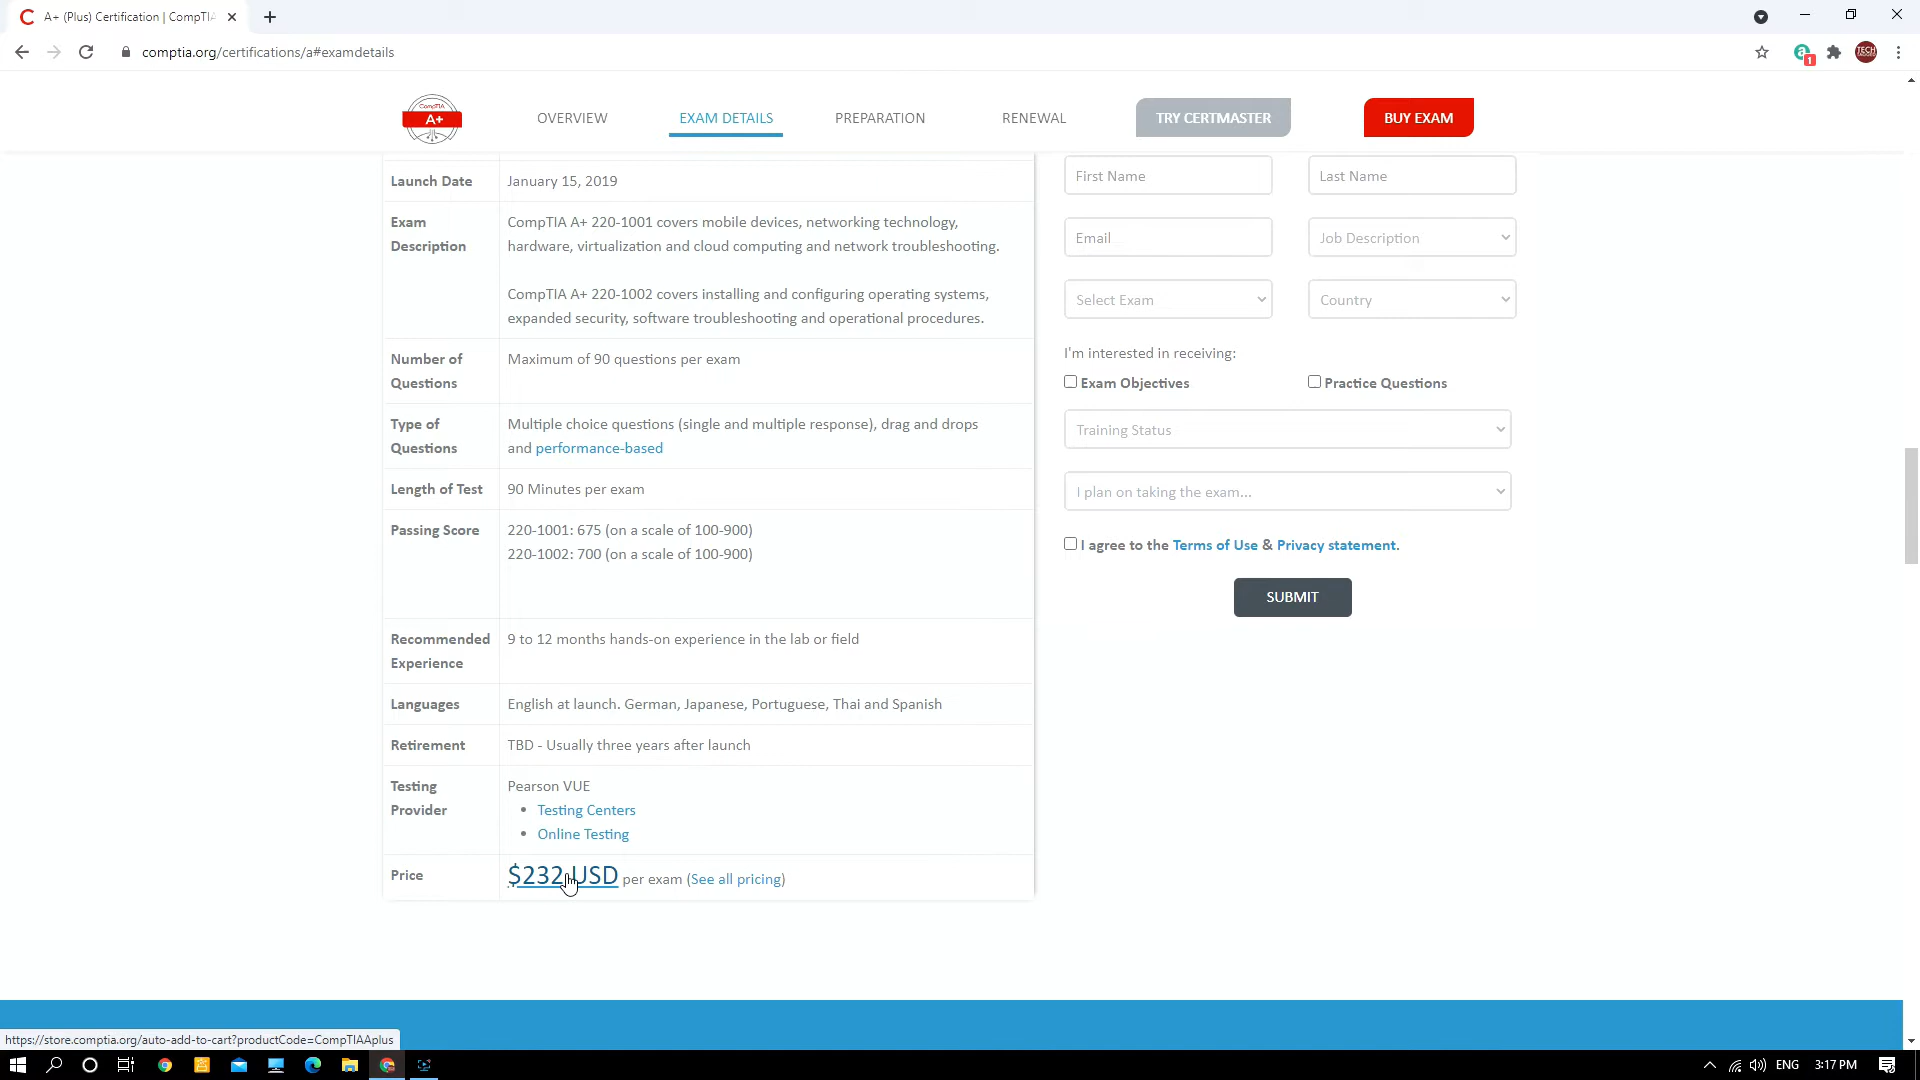 A+ (Plus) Certification | CompTIA
comptia.org/certifications/a#examdetails
1
TECH
CompTIA
A+
OVERVIEW
EXAM DETAILS
PREPARATION
RENEWAL
TRY CERTMASTER
BUY EXAM
Launch Date
January 15, 2019
Exam
Description
CompTIA A+ 220-1001 covers mobile devices, networking technology,
hardware, virtualization and cloud computing and network troubleshooting.
CompTIA A+ 220-1002 covers installing and configuring operating systems,
expanded security, software troubleshooting and operational procedures.
Number of
Questions
Maximum of 90 questions per exam
Type of
Questions
Multiple choice questions (single and multiple response), drag and drops
and performance-based
Length of Test
90 Minutes per exam
Passing Score
220-1001: 675 (on a scale of 100-900)
220-1002: 700 (on a scale of 100-900)
Recommended
Experience
9 to 12 months hands-on experience in the lab or field
Languages
English at launch. German, Japanese, Portuguese, Thai and Spanish
Retirement
TBD - Usually three years after launch
Testing
Provider
Pearson VUE
• Testing Centers
• Online Testing
Price
$232 USD per exam (See all pricing)
First Name
Last Name
Email
Job Description
Select Exam
Country
I'm interested in receiving:
Exam Objectives
Practice Questions
Training Status
I plan on taking the exam...
I agree to the Terms of Use & Privacy statement.
SUBMIT
https://store.comptia.org/auto-add-to-cart?productCode=CompTIAAplus
ENG
3:17 PM